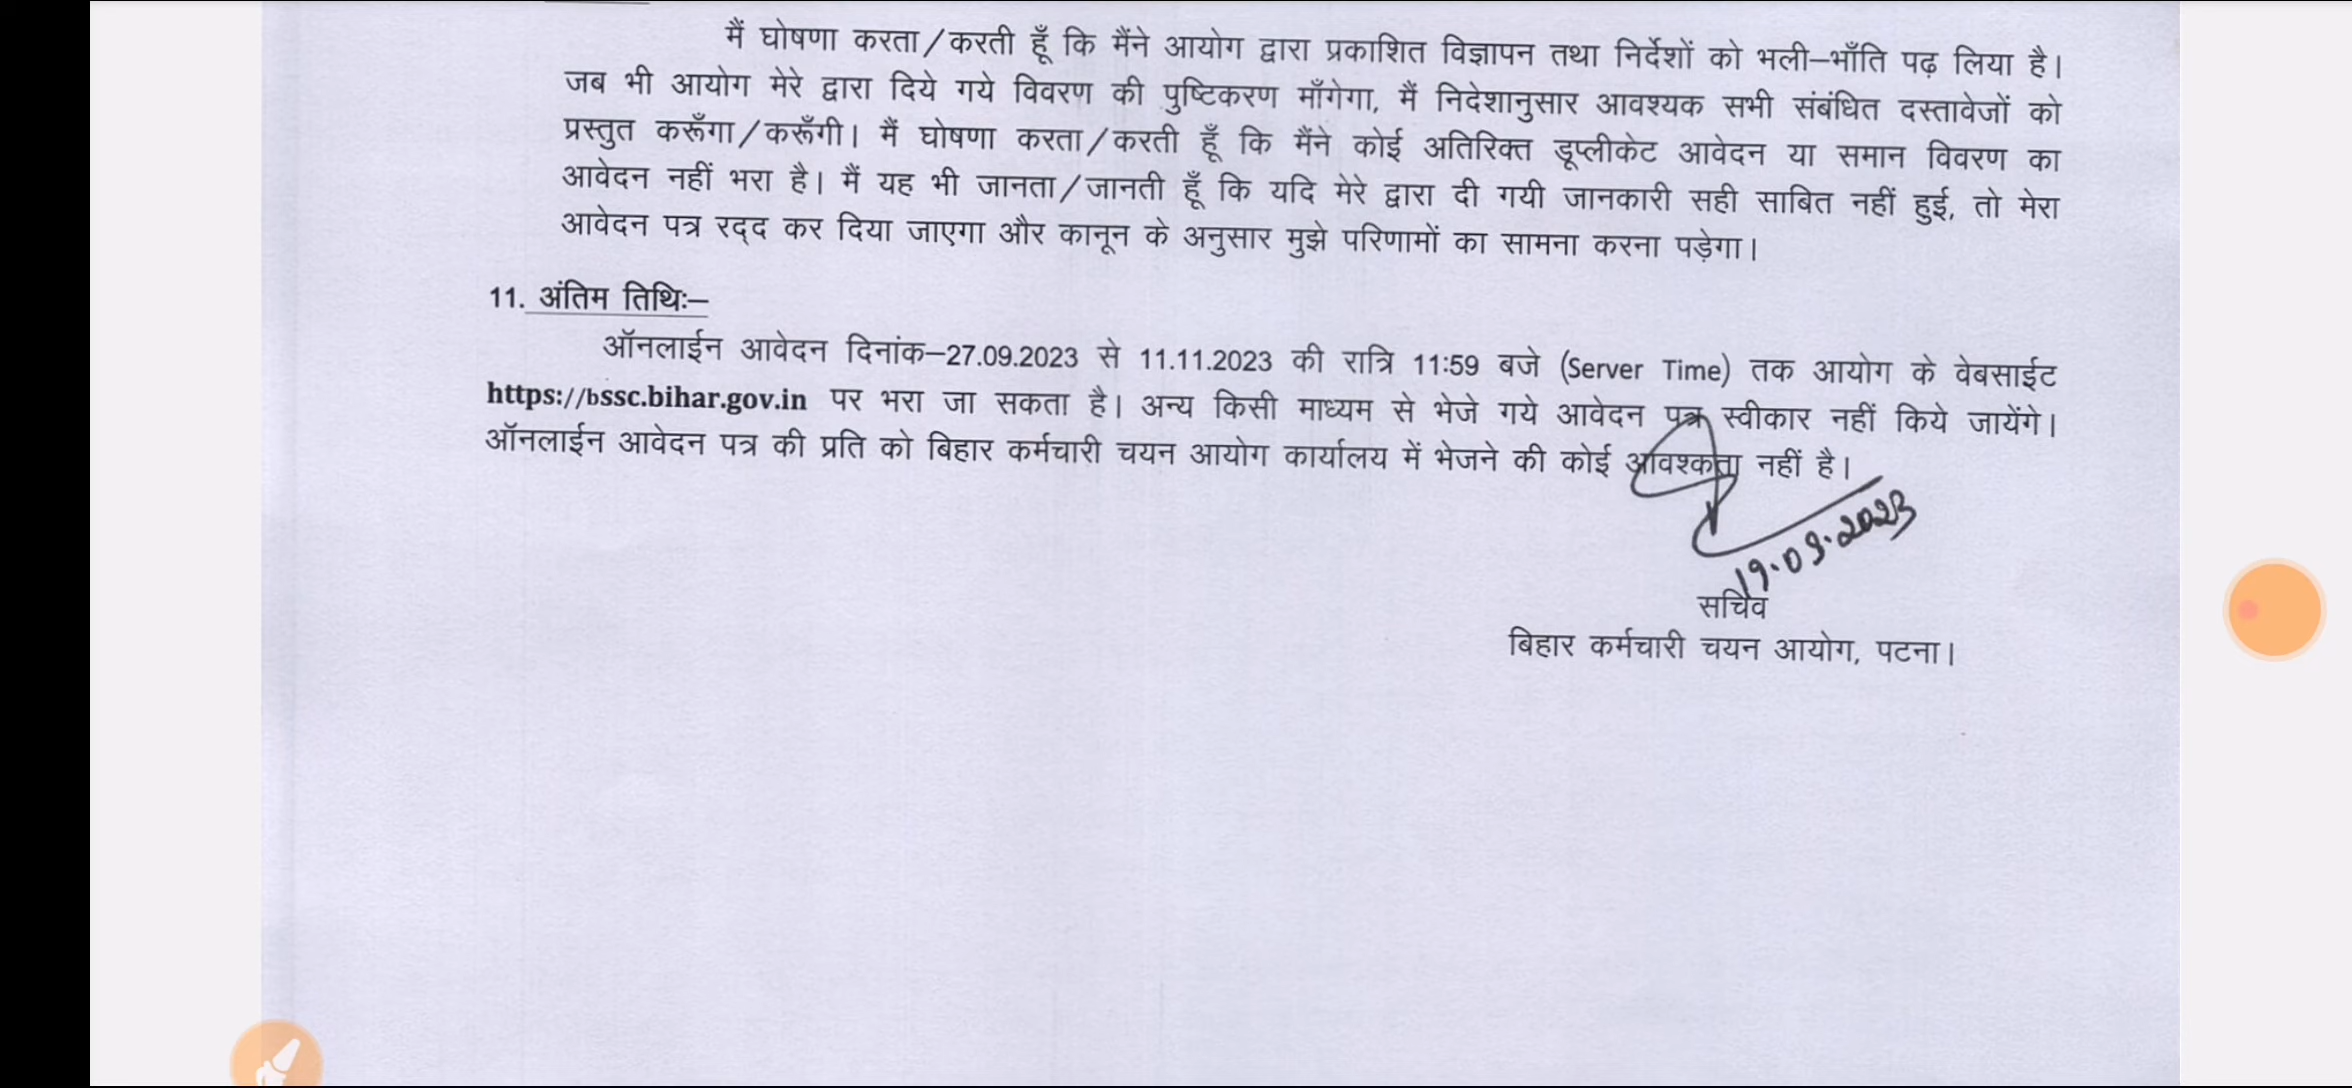 मैं घोषणा करता/करती हूँ कि मैंने आयोग द्वारा प्रकाशित विज्ञापन तथा निर्देशों को भली–भाँति पढ़ लिया है।
जब भी आयोग मेरे द्वारा दिये गये विवरण की पुष्टिकरण माँगेगा, मैं निदेशानुसार आवश्यक सभी संबंधित दस्तावेजों को
प्रस्तुत करूँगा/करूँगी। मैं घोषणा करता/करती हूँ कि मैंने कोई अतिरिक्त डूप्लीकेट आवेदन या समान विवरण का
आवेदन नहीं भरा है। मैं यह भी जानता/जानती हूँ कि यदि मेरे द्वारा दी गयी जानकारी सही साबित नहीं हुई, तो मेरा
आवेदन पत्र रद्द कर दिया जाएगा और कानून के अनुसार मुझे परिणामों का सामना करना पड़ेगा।
11. अंतिम तिथिः–
ऑनलाईन आवेदन दिनांक–27.09.2023 से 11.11.2023 की रात्रि 11:59 बजे (Server Time) तक आयोग के वेबसाईट
https://bssc.bihar.gov.in पर भरा जा सकता है। अन्य किसी माध्यम से भेजे गये आवेदन पत्र स्वीकार नहीं किये जायेंगे।
ऑनलाईन आवेदन पत्र की प्रति को बिहार कर्मचारी चयन आयोग कार्यालय में भेजने की कोई आवश्कता नहीं है।
19.09.2023
सचिव
बिहार कर्मचारी चयन आयोग, पटना।